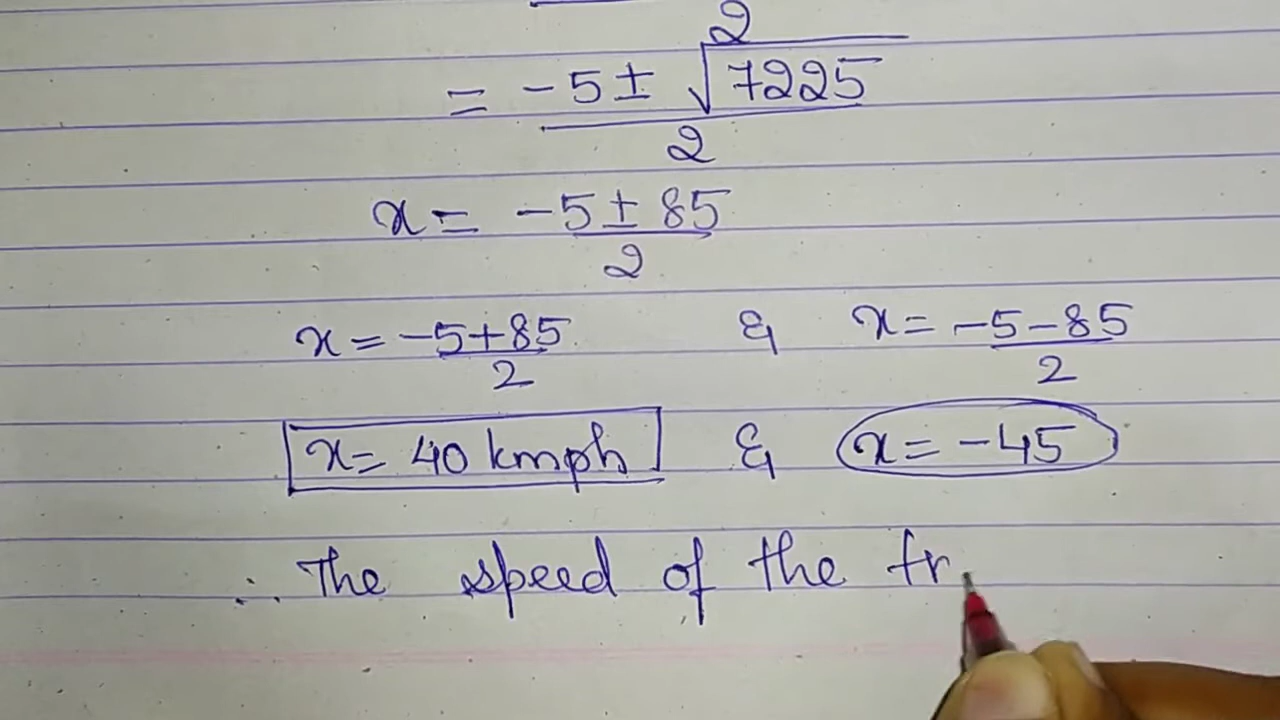 2
= -5 ± √7225
2
x = -5 ± 85
2
x = -5+85 & x = -5-85
2 2
x = 40 kmph & x = -45
∴ The speed of the tr